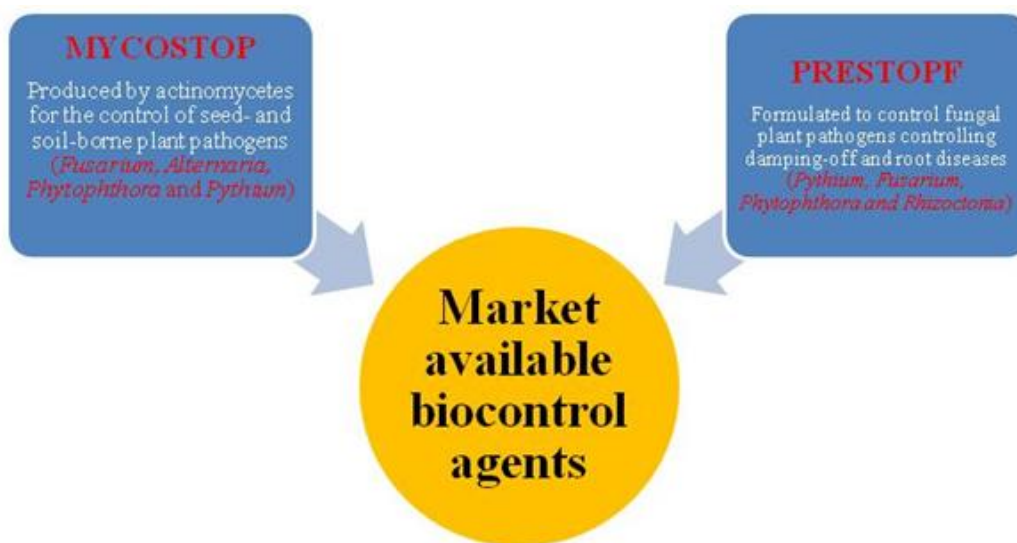 MYCOSTOP
Produced by actinomycetes
for the control of seed- and
soil-borne plant pathogens
(Fusarium, Alternaria,
Phytophthora and Pythium)
PRESTOPF
Formulated to control fungal
plant pathogens controlling
damping-off and root diseases
(Pythium, Fusarium,
Phytophthora and Rhizoctonia)
Market
available
biocontrol
agents